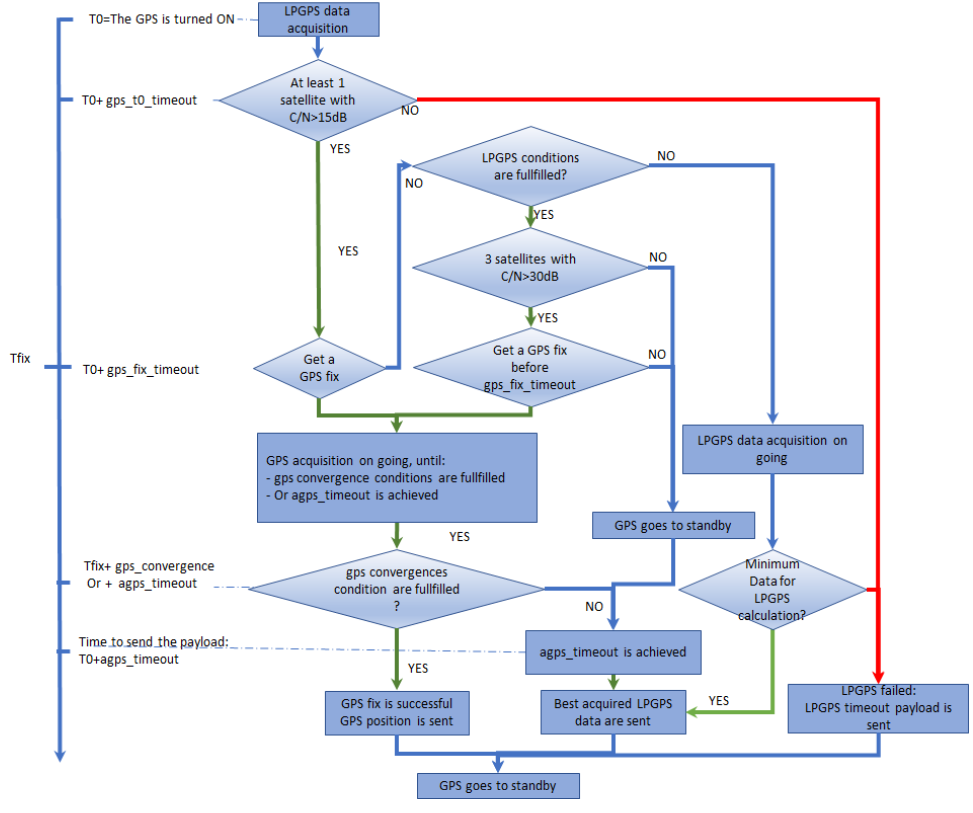 T0=The GPS is turned ON
LPGPS data
acquisition
At least 1
satellite with
C/N>15dB
T0+ gps_t0_timeout
NO
YES
LPGPS conditions
are fullfilled?
NO
NO
YES
YES
3 satellites with
C/N>30dB
NO
YES
Get a
GPS fix
Get a GPS fix
before
gps_fix_timeout
NO
Tfix
T0+ gps_fix_timeout
LPGPS data acquisition on
going
GPS acquisition on going, until:
- gps convergence conditions are fullfilled
- Or agps_timeout is achieved
GPS goes to standby
YES
Tfix+ gps_convergence
Or + agps_timeout
gps convergences
condition are fullfilled
?
Minimum
Data for
LPGPS
calculation?
NO
Time to send the payload:
T0+agps_timeout
agps_timeout is achieved
YES
YES
GPS fix is successful
GPS position is sent
Best acquired LPGPS
data are sent
LPGPS failed:
LPGPS timeout payload is
sent
GPS goes to standby